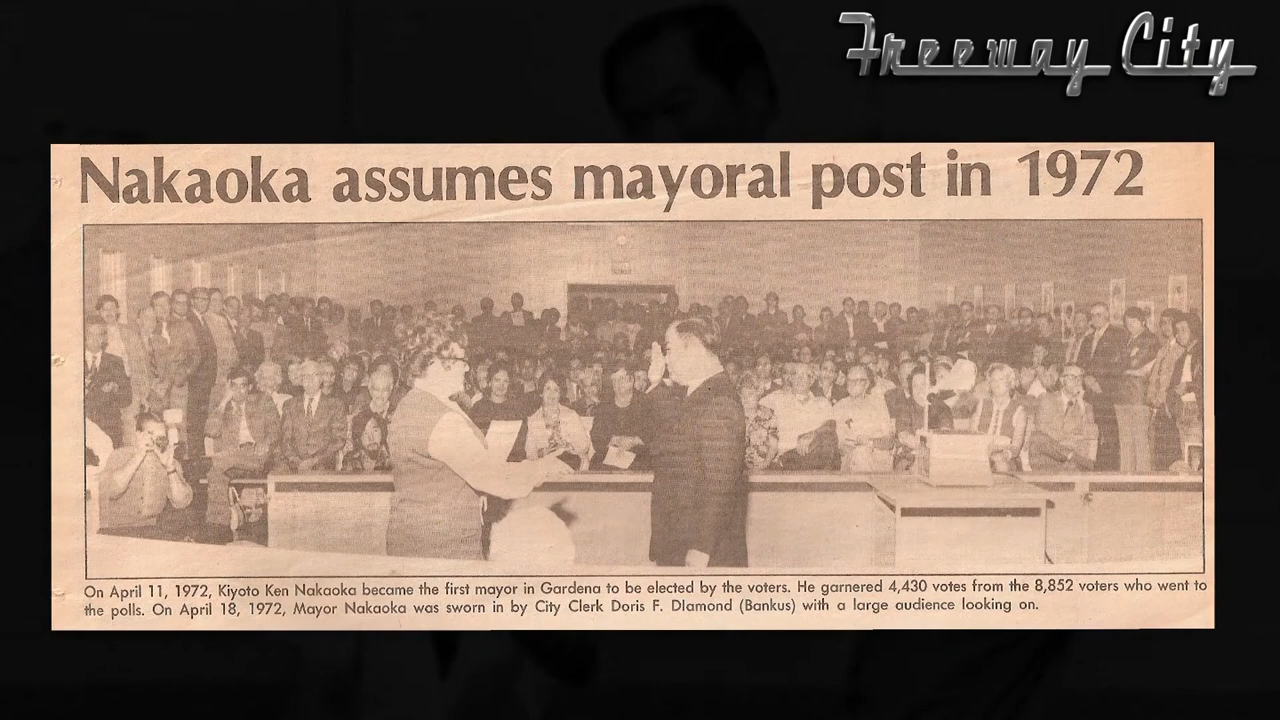 Freeway City
Nakaoka assumes mayoral post in 1972
On April 11, 1972, Kiyoto Ken Nakaoka became the first mayor in Gardena to be elected by the voters. He garnered 4,430 votes from the 8,852 voters who went to
the polls. On April 18, 1972, Mayor Nakaoka was sworn in by City Clerk Doris F. DIamond (Bankus) with a large audience looking on.